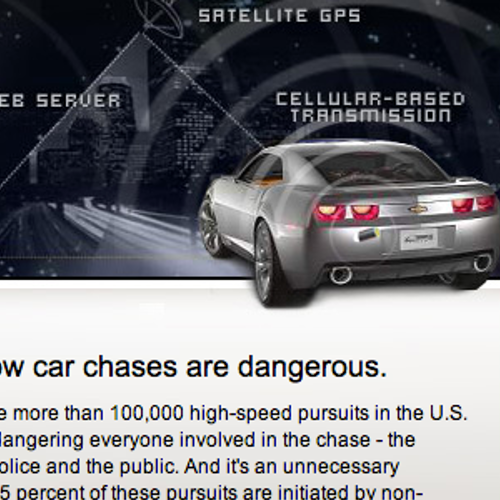 SATELLITE GPS
EB SERVER
CELLULAR-BASED
TRANSMISSION
ow car chases are dangerous.
e more than 100,000 high-speed pursuits in the U.S.
dangering everyone involved in the chase - the
olice and the public. And it's an unnecessary
5 percent of these pursuits are initiated by non-